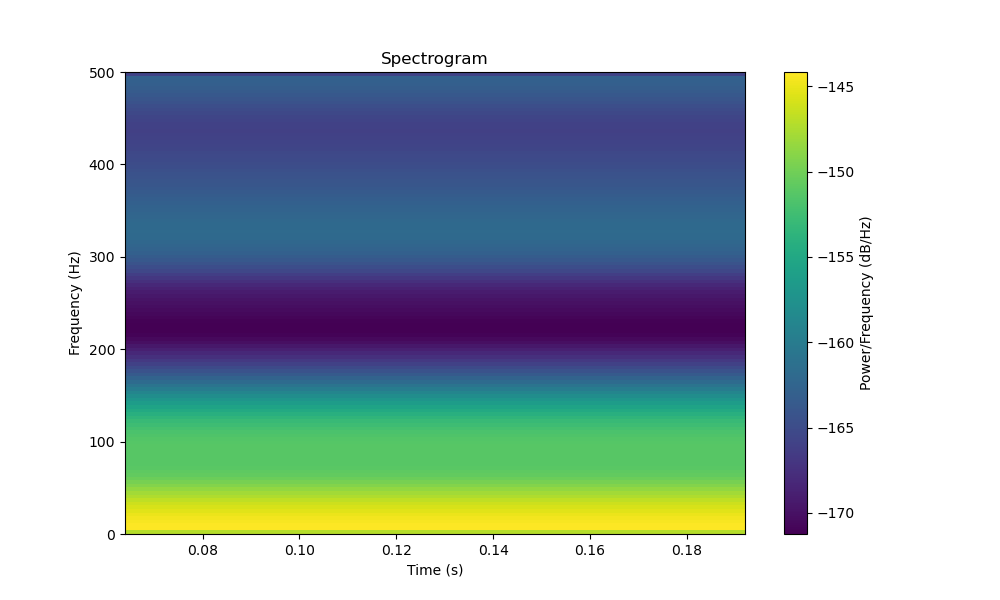 Spectrogram
500
400
300
200
100
0
Frequency (Hz)
0.08 0.10 0.12 0.14 0.16 0.18
Time (s)
−145
−150
−155
−160
−165
−170
Power/Frequency (dB/Hz)